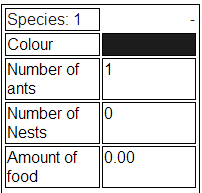 Species: 1 -
Colour
Number of 1
ants
Number of 0
Nests
Amount of 0.00
food